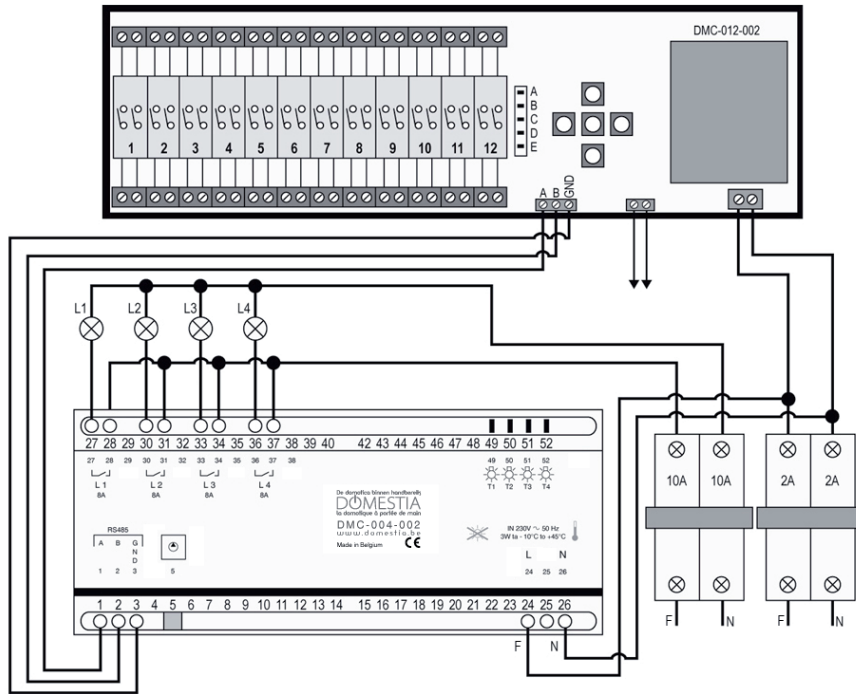 DMC-012-002
1 2 3 4 5 6 7 8 9 10 11 12
A
B
C
D
E
A B GND
L1 L2 L3 L4
27 28 29 30 31 32 33 34 35 36 37 38 39 40 42 43 44 45 46 47 48 49 50 51 52
27 28 29 30 31 32 33 34 35 36 37 38 49 50 51 52
L 1 L 2 L 3 L 4 T1 T2 T3 T4
8A 8A 8A 8A
De domotica binnen handbereik
DOMESTIA
la domotique à portée de main
DMC-004-002
www.domestia.be
Made in Belgium CE
RS485
A B GND
1 2 3 5
IN 230V ~ 50 Hz
3W ta - 10°C to +45°C
L N
24 25 26
1 2 3 4 5 6 7 8 9 10 11 12 13 14 15 16 17 18 19 20 21 22 23 24 25 26
F N
10A 10A 2A 2A
F N F N